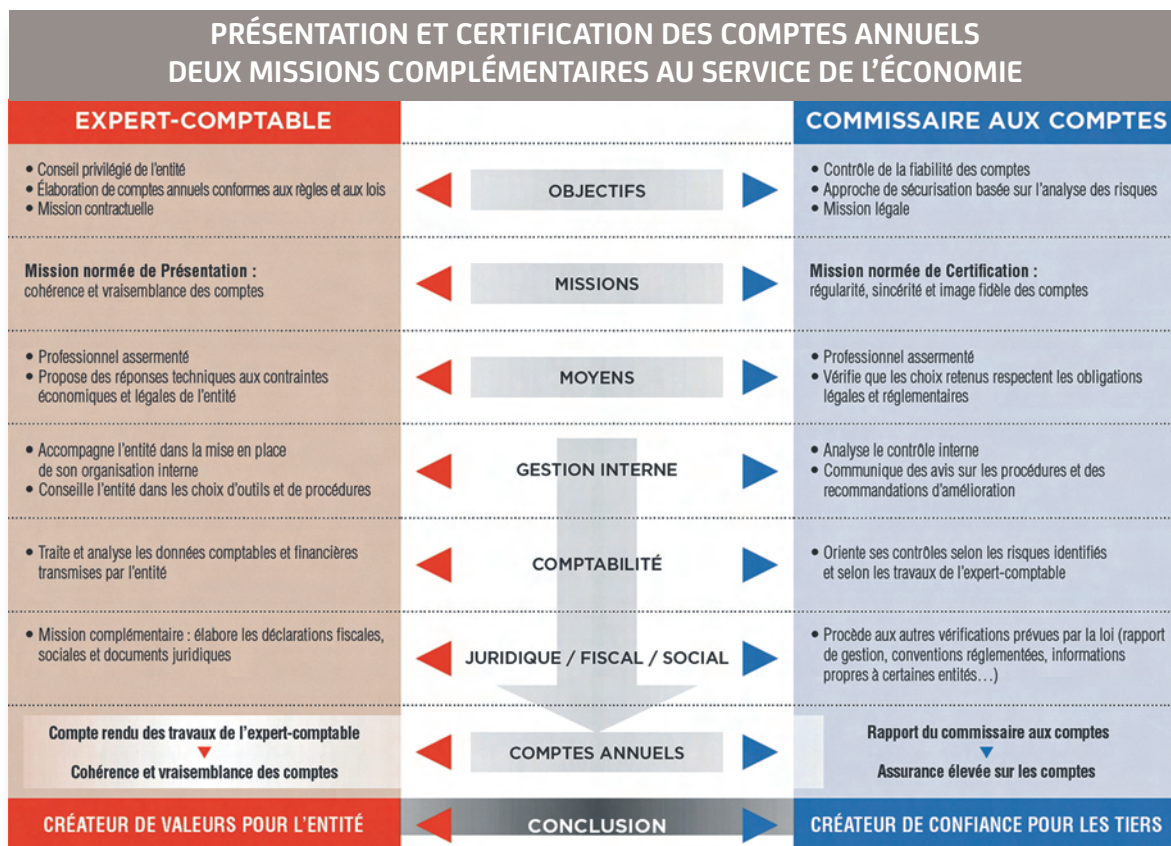 PRÉSENTATION ET CERTIFICATION DES COMPTES ANNUELS
DEUX MISSIONS COMPLÉMENTAIRES AU SERVICE DE L'ÉCONOMIE
EXPERT-COMPTABLE
COMMISSAIRE AUX COMPTES
• Conseil privilégié de l'entité
• Élaboration de comptes annuels conformes aux règles et aux lois
• Mission contractuelle
OBJECTIFS
• Contrôle de la fiabilité des comptes
• Approche de sécurisation basée sur l'analyse des risques
• Mission légale
Mission normée de Présentation :
cohérence et vraisemblance des comptes
MISSIONS
Mission normée de Certification :
régularité, sincérité et image fidèle des comptes
• Professionnel assermenté
• Propose des réponses techniques aux contraintes
économiques et légales de l'entité
MOYENS
• Professionnel assermenté
• Vérifie que les choix retenus respectent les obligations
légales et réglementaires
• Accompagne l'entité dans la mise en place
de son organisation interne
• Conseille l'entité dans les choix d'outils et de procédures
GESTION INTERNE
• Analyse le contrôle interne
• Communique des avis sur les procédures et des
recommandations d'amélioration
• Traite et analyse les données comptables et financières
transmises par l'entité
COMPTABILITÉ
• Oriente ses contrôles selon les risques identifiés
et selon les travaux de l'expert-comptable
• Mission complémentaire : élabore les déclarations fiscales,
sociales et documents juridiques
JURIDIQUE / FISCAL / SOCIAL
• Procède aux autres vérifications prévues par la loi (rapport
de gestion, conventions réglementées, informations
propres à certaines entités…)
Compte rendu des travaux de l'expert-comptable
Cohérence et vraisemblance des comptes
COMPTES ANNUELS
Rapport du commissaire aux comptes
Assurance élevée sur les comptes
CRÉATEUR DE VALEURS POUR L'ENTITÉ
CONCLUSION
CRÉATEUR DE CONFIANCE POUR LES TIERS